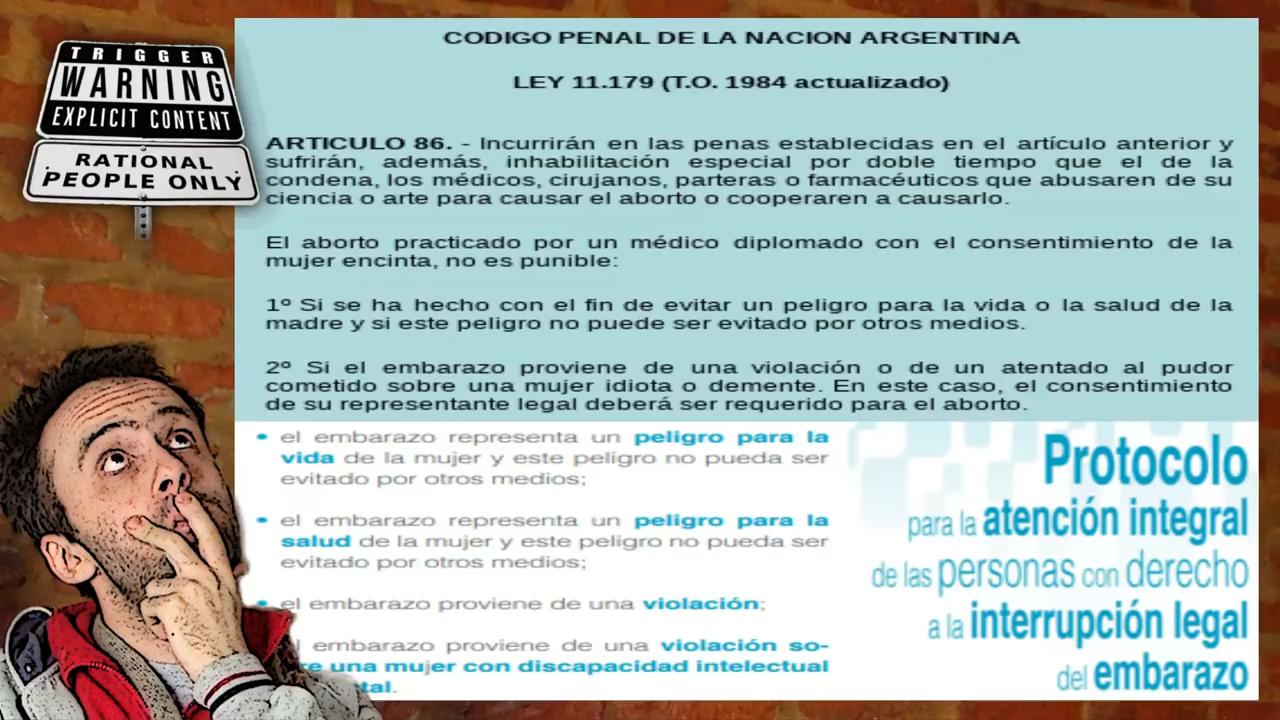 TRIGGER
WARNING
EXPLICIT CONTENT
RATIONAL
PEOPLE ONLY
CODIGO PENAL DE LA NACION ARGENTINA
LEY 11.179 (T.O. 1984 actualizado)
ARTICULO 86. - Incurrirán en las penas establecidas en el artículo anterior y
sufrirán, además, inhabilitación especial por doble tiempo que el de la
condena, los médicos, cirujanos, parteras o farmacéuticos que abusaren de su
ciencia o arte para causar el aborto o cooperaren a causarlo.
El aborto practicado por un médico diplomado con el consentimiento de la
mujer encinta, no es punible:
1º Si se ha hecho con el fin de evitar un peligro para la vida o la salud de la
madre y si este peligro no puede ser evitado por otros medios.
2º Si el embarazo proviene de una violación o de un atentado al pudor
cometido sobre una mujer idiota o demente. En este caso, el consentimiento
de su representante legal deberá ser requerido para el aborto.
• el embarazo representa un peligro para la
vida de la mujer y este peligro no pueda ser
evitado por otros medios;
• el embarazo representa un peligro para la
salud de la mujer y este peligro no pueda ser
evitado por otros medios;
• el embarazo proviene de una violación;
embarazo proviene de una violación so-
re una mujer con discapacidad intelectual
tal.
Protocolo
para la atención integral
de las personas con derecho
a la interrupción legal
del embarazo